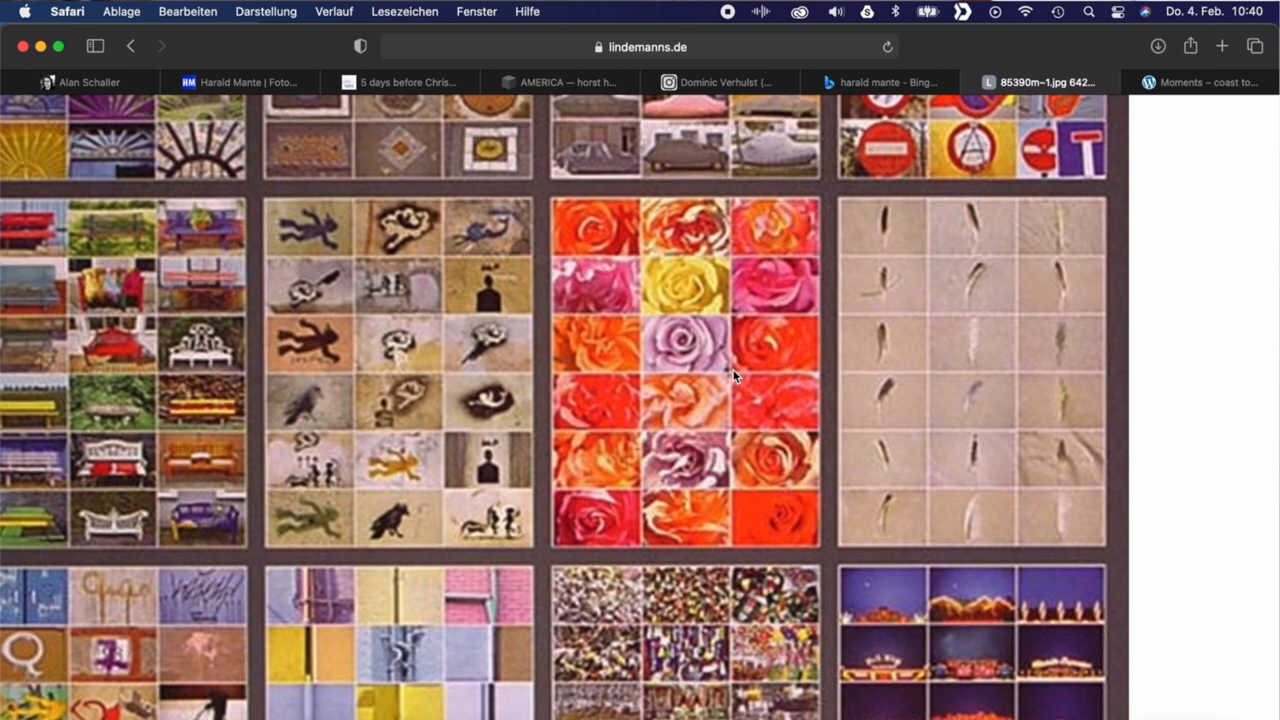 Safari Ablage Bearbeiten Darstellung Verlauf Lesezeichen Fenster Hilfe Do. 4. Feb. 10:40
lindemanns.de
Alan Schaller
HM Harald Mante | Foto...
5 days before Chris...
AMERICA — horst h...
Dominic Verhulst (...
harald mante - Bing...
L 85390m~1.jpg 642...
Moments – coast to...